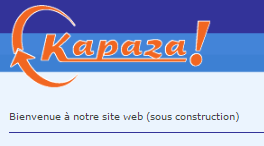 Kapaza!
Bienvenue à notre site web (sous construction)